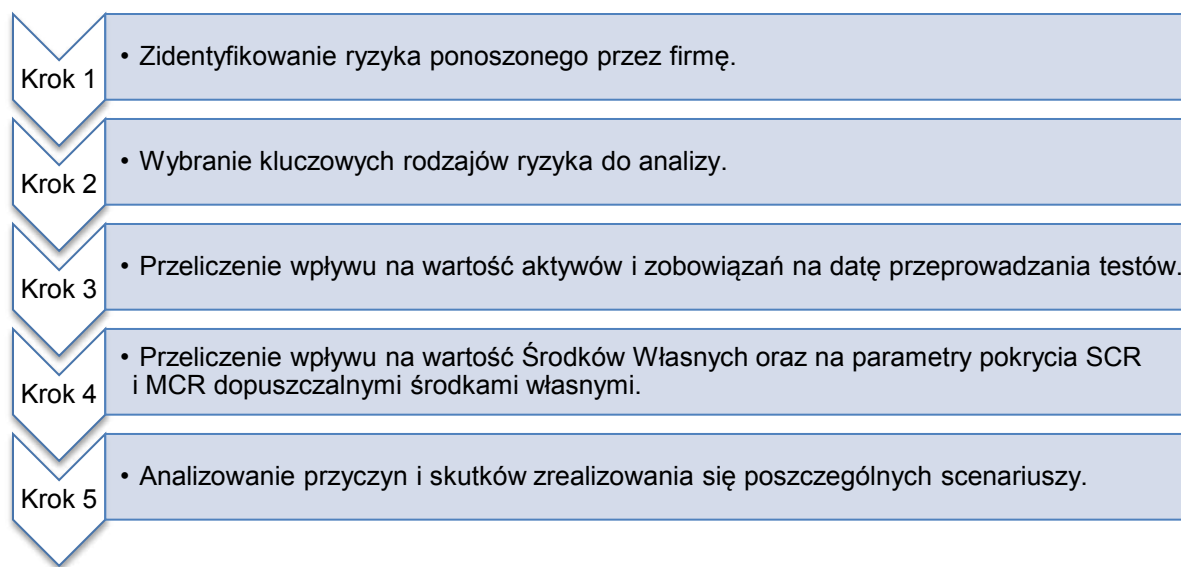 Krok 1
• Zidentyfikowanie ryzyka ponoszonego przez firmę.
Krok 2
• Wybranie kluczowych rodzajów ryzyka do analizy.
Krok 3
• Przeliczenie wpływu na wartość aktywów i zobowiązań na datę przeprowadzania testów.
Krok 4
• Przeliczenie wpływu na wartość Środków Własnych oraz na parametry pokrycia SCR
i MCR dopuszczalnymi środkami własnymi.
Krok 5
• Analizowanie przyczyn i skutków zrealizowania się poszczególnych scenariuszy.